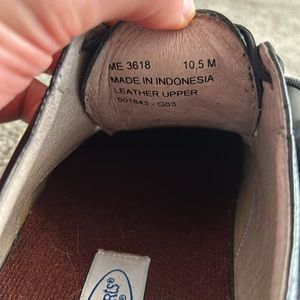 ME 3618 10,5 M
MADE IN INDONESIA
LEATHER UPPER
501843 - G03